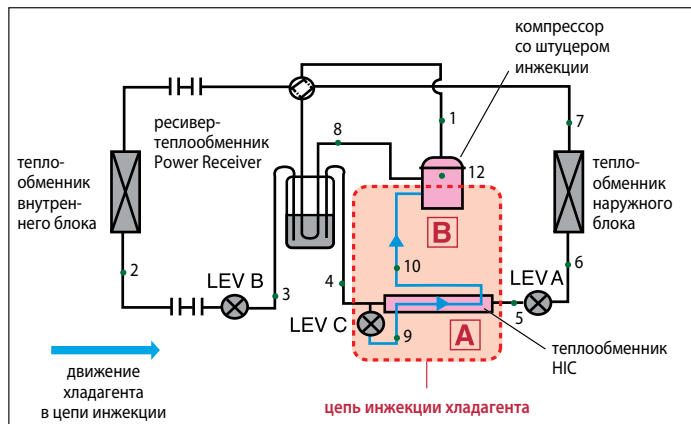 компрессор
со штуцером
инжекции
ресивер-
теплообменник
Power Receiver
8
1
7
тепло-
обменник
внутрен-
него блока
12
тепло-
обменник
наружного
блока
B
2
LEV B
3
4
10
LEV A
6
LEV C
9
A
5
теплообменник
HIC
движение
хладагента
в цепи инжекции
цепь инжекции хладагента